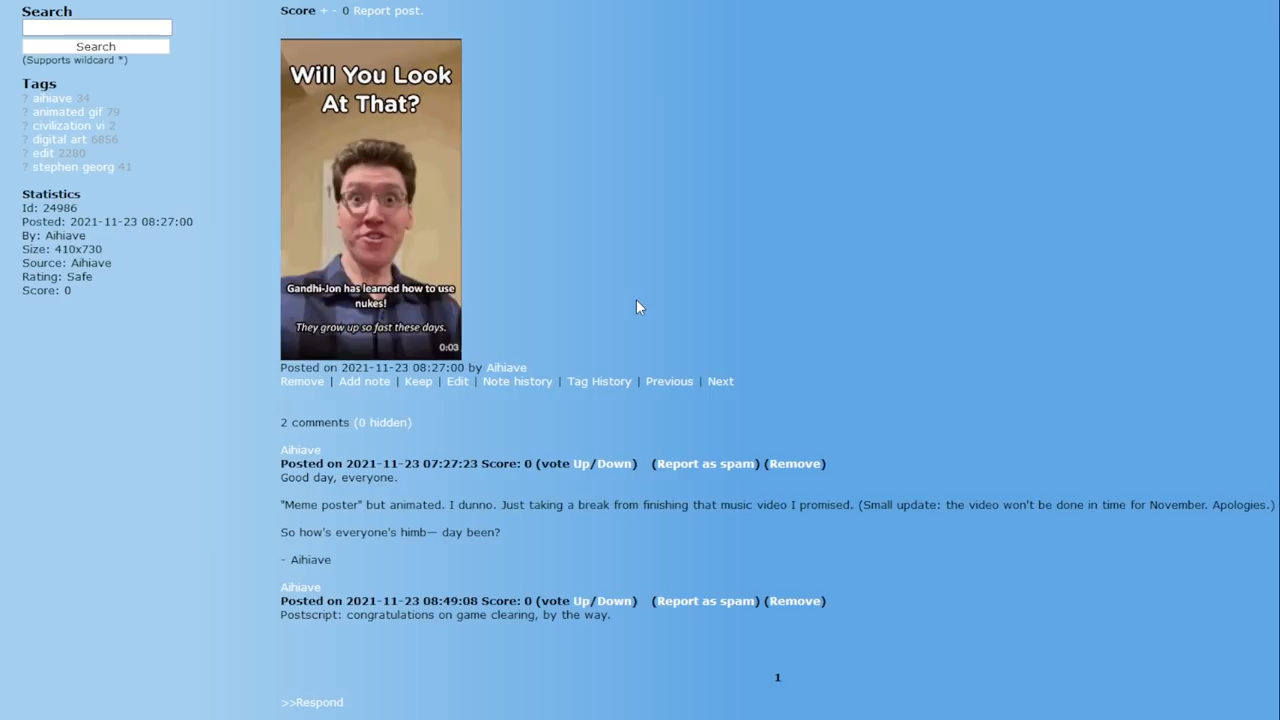 Search
Search
(Supports wildcard *)
Tags
? aihiave 34
? animated gif 79
? civilization vi 2
? digital art 6856
? edit 2280
? stephen georg 41
Statistics
Id: 24986
Posted: 2021-11-23 08:27:00
By: Aihiave
Size: 410x730
Source: Aihiave
Rating: Safe
Score: 0
Score + - 0 Report post.
Will You Look
At That?
Gandhi-Jon has learned how to use
nukes!
They grow up so fast these days.
0:03
Posted on 2021-11-23 08:27:00 by Aihiave
Remove | Add note | Keep | Edit | Note history | Tag History | Previous | Next
2 comments (0 hidden)
Aihiave
Posted on 2021-11-23 07:27:23 Score: 0 (vote Up/Down) (Report as spam) (Remove)
Good day, everyone.
"Meme poster" but animated. I dunno. Just taking a break from finishing that music video I promised. (Small update: the video won't be done in time for November. Apologies.)
So how's everyone's himb— day been?
- Aihiave
Aihiave
Posted on 2021-11-23 08:49:08 Score: 0 (vote Up/Down) (Report as spam) (Remove)
Postscript: congratulations on game clearing, by the way.
1
>>Respond